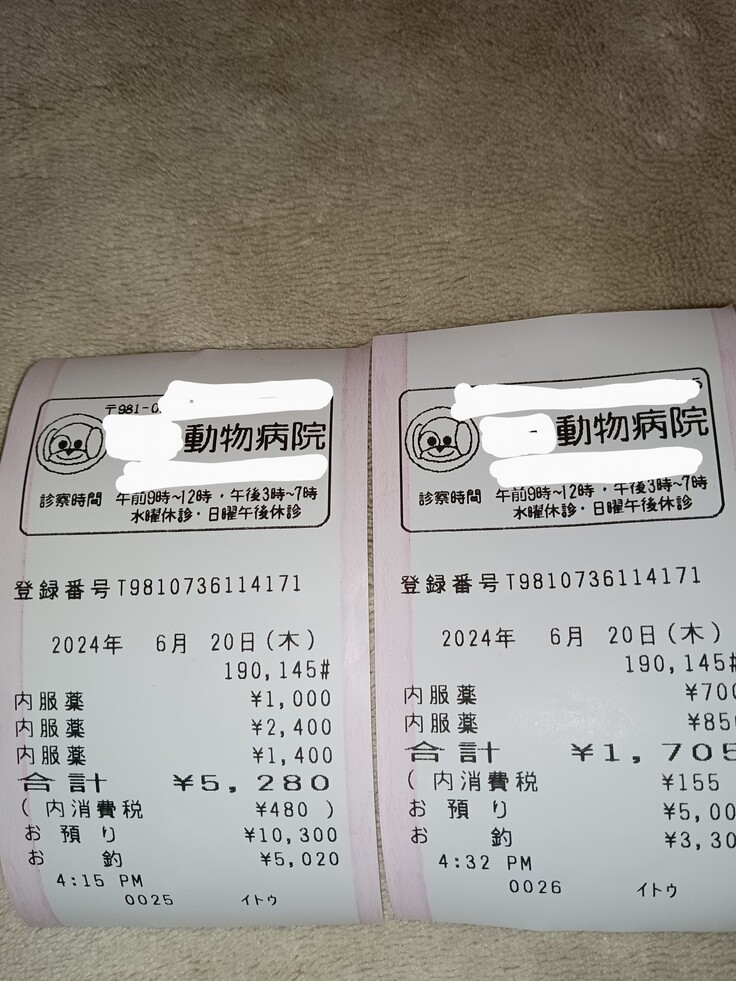 〒981-0
動物病院
診察時間 午前9時~12時・午後3時~7時
水曜休診・日曜午後休診
登録番号T9810736114171
2024年 6月 20日(木)
190,145#
内服薬 ¥1,000
内服薬 ¥2,400
内服薬 ¥1,400
合計 ¥5,280
(内消費税 ¥480 )
お預り ¥10,300
お釣 ¥5,020
4:15 PM
0025 イトウ
動物病院
診察時間 午前9時~12時・午後3時~7時
水曜休診・日曜午後休診
登録番号T9810736114171
2024年 6月 20日(木)
190,145#
内服薬 ¥700
内服薬 ¥850
合計 ¥1,705
(内消費税 ¥155
お預り ¥5,00
お釣 ¥3,30
4:32 PM
0026 イトウ